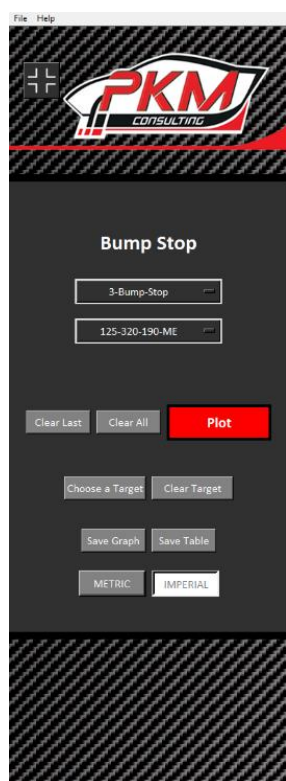 File Help
PKM
CONSULTING
Bump Stop
3-Bump-Stop
125-320-190-ME
Clear Last Clear All Plot
Choose a Target Clear Target
Save Graph Save Table
METRIC IMPERIAL